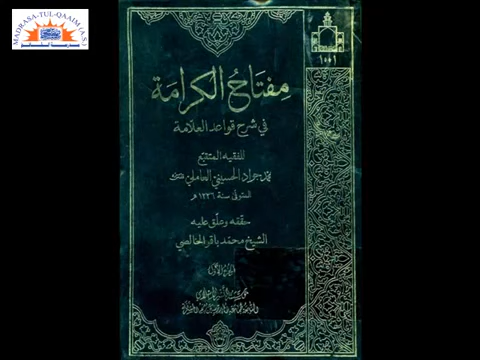 MADRASA-TUL-QAAIM (A.S.)
١٠٠١
مفتاح الكرامة
في شرح قواعد العلامة
للفقيه المتتبع
محمد جواد الحسيني العاملي
المتوفى سنة ١٢٢٦ هـ
حققه وعلق عليه
الشيخ محمد باقر الخالصي
الجزء الأول